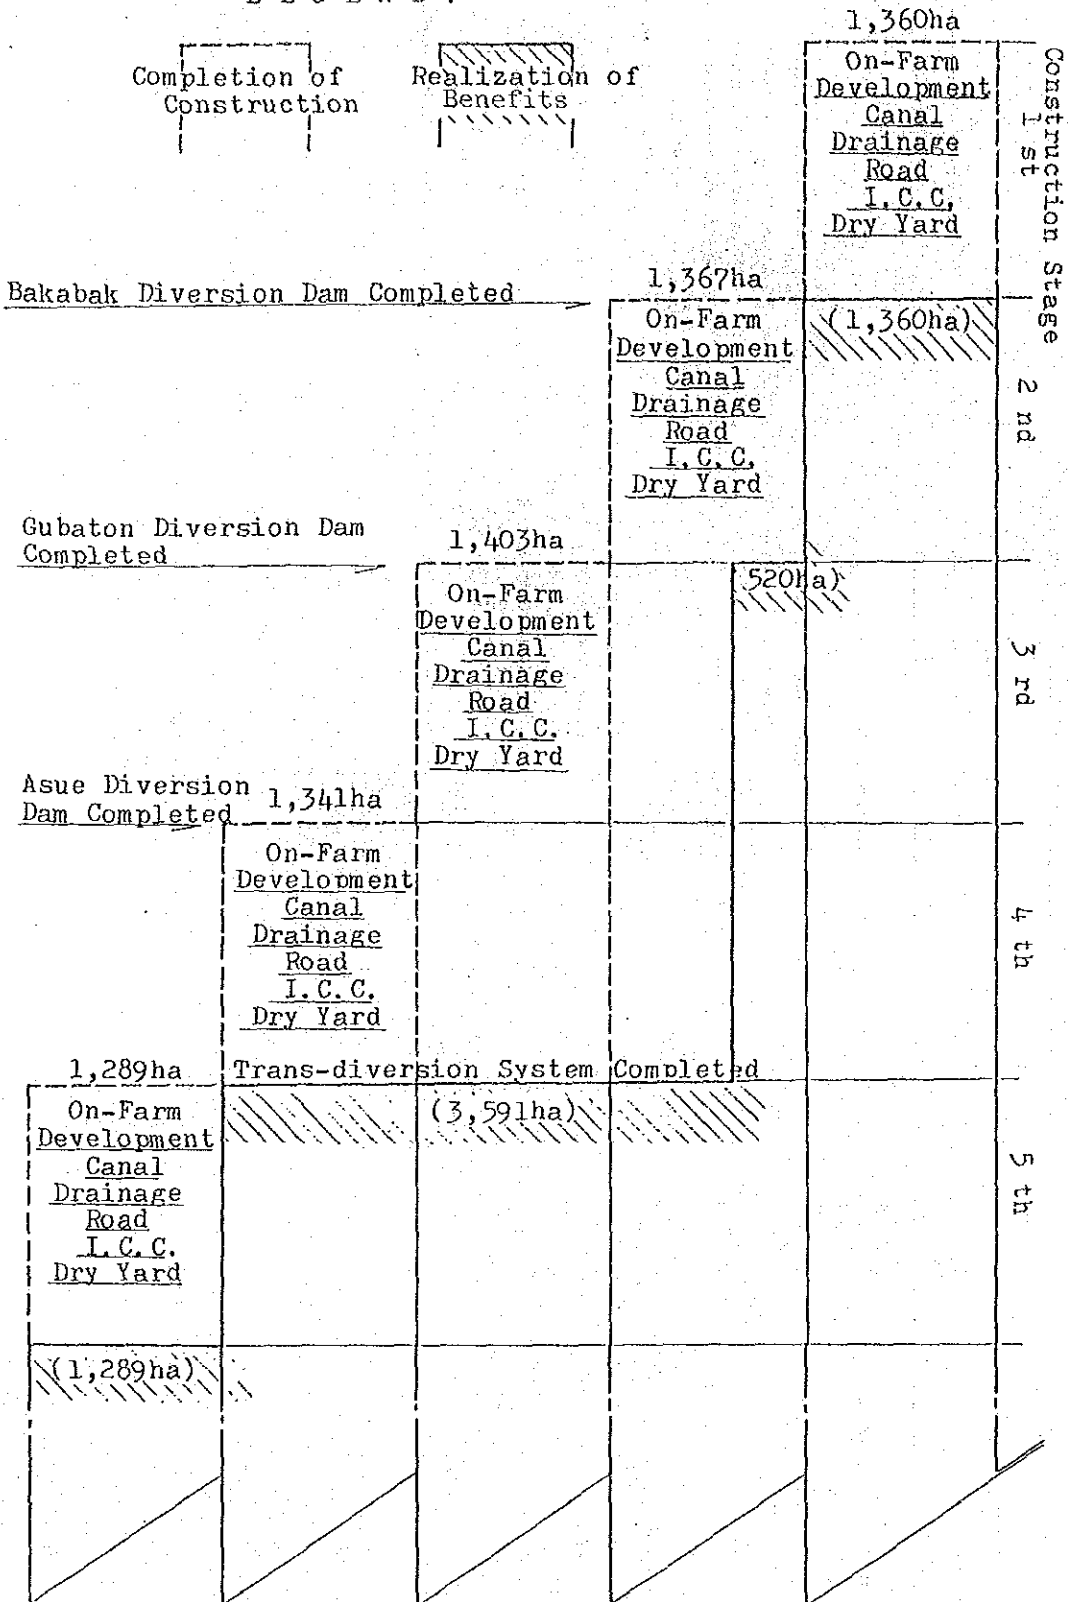 L E G E N D :
Completion of
Construction
Realization of
Benefits
1,360ha
On-Farm
Development
Canal
Drainage
Road
I.C.C.
Dry Yard
Construction Stage
1 st
Bakabak Diversion Dam Completed
1,367ha
On-Farm
Development
Canal
Drainage
Road
I.C.C.
Dry Yard
(1,360ha)
2 nd
Gubaton Diversion Dam
Completed
1,403ha
On-Farm
Development
Canal
Drainage
Road
I.C.C.
Dry Yard
520ha)
3 rd
Asue Diversion
Dam Completed
1,341ha
On-Farm
Development
Canal
Drainage
Road
I.C.C.
Dry Yard
4 th
1,289ha
Trans-diversion System Completed
On-Farm
Development
Canal
Drainage
Road
I.C.C.
Dry Yard
(3,591ha)
5 th
(1,289ha)